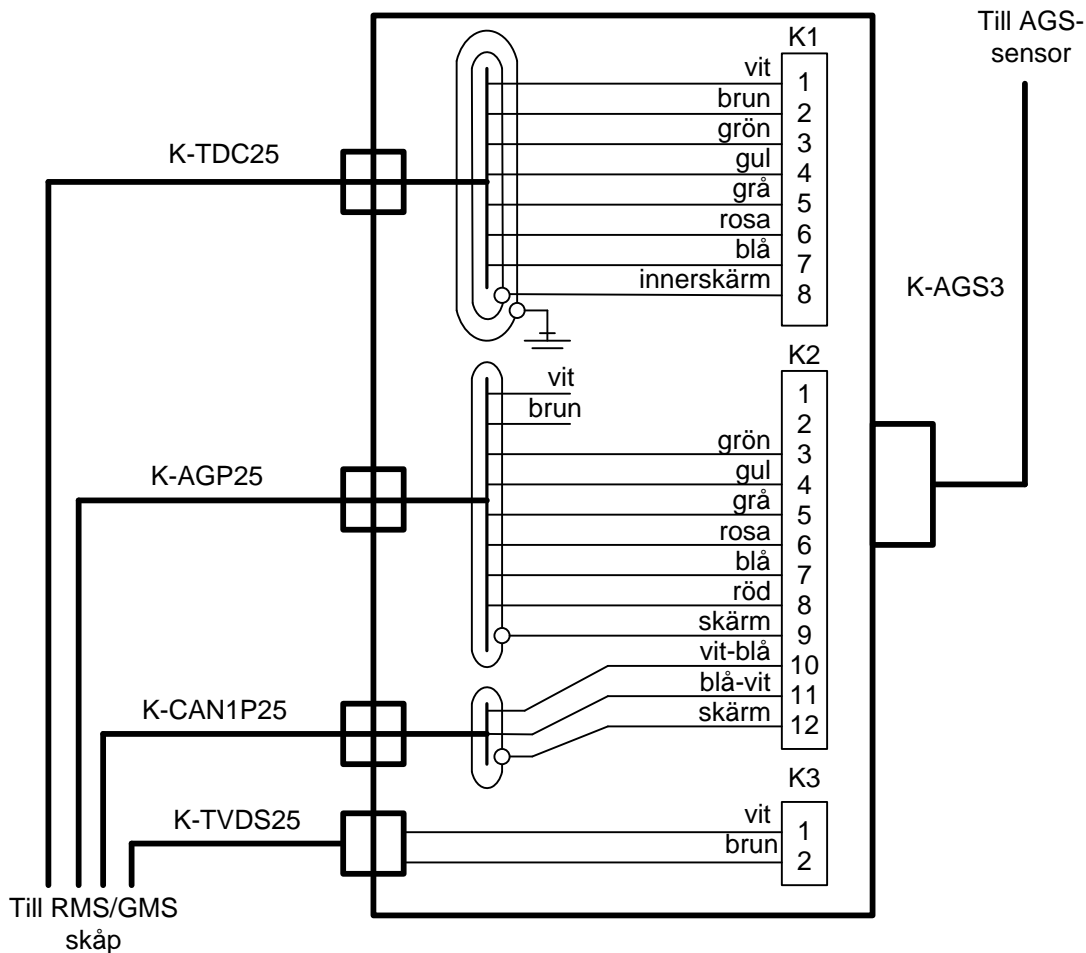 Till AGS-
sensor
K1
vit
1
brun
2
grön
3
gul
4
grå
5
rosa
6
blå
7
innerskärm
8
K-TDC25
K-AGS3
K2
vit
1
brun
2
grön
3
gul
4
grå
5
rosa
6
blå
7
röd
8
skärm
9
vit-blå
10
blå-vit
11
skärm
12
K-AGP25
K-CAN1P25
K3
vit
1
brun
2
K-TVDS25
Till RMS/GMS
skåp